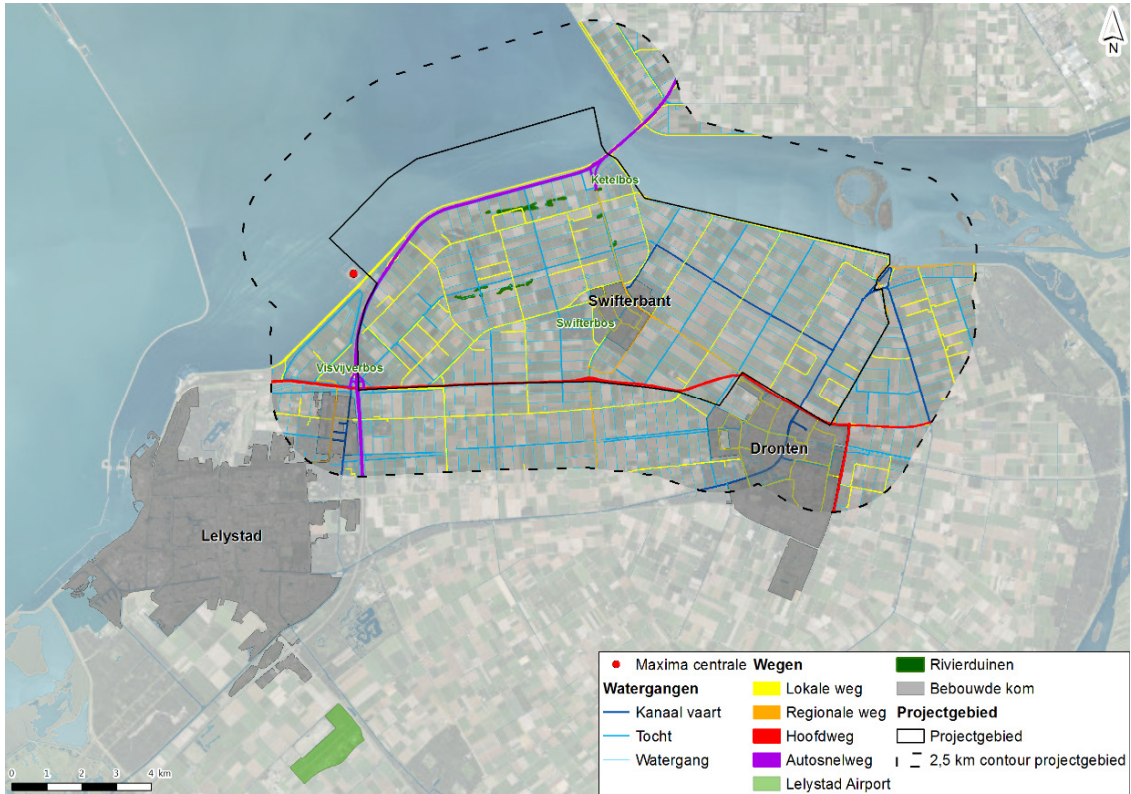 N
Ketelbos
Swifterbant
Swifterbos
Visvijverbos
Dronten
Lelystad
Maxima centrale
Watergangen
Kanaal vaart
Tocht
Watergang
Wegen
Lokale weg
Regionale weg
Hoofdweg
Autosnelweg
Lelystad Airport
Rivierduinen
Bebouwde kom
Projectgebied
Projectgebied
2,5 km contour projectgebied
0 1 2 3 4 km